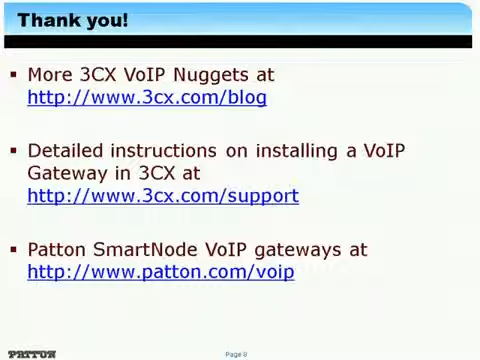 Thank you!
▪ More 3CX VoIP Nuggets at
http://www.3cx.com/blog
▪ Detailed instructions on installing a VoIP
Gateway in 3CX at
http://www.3cx.com/support
▪ Patton SmartNode VoIP gateways at
http://www.patton.com/voip
PATTON
Page 8